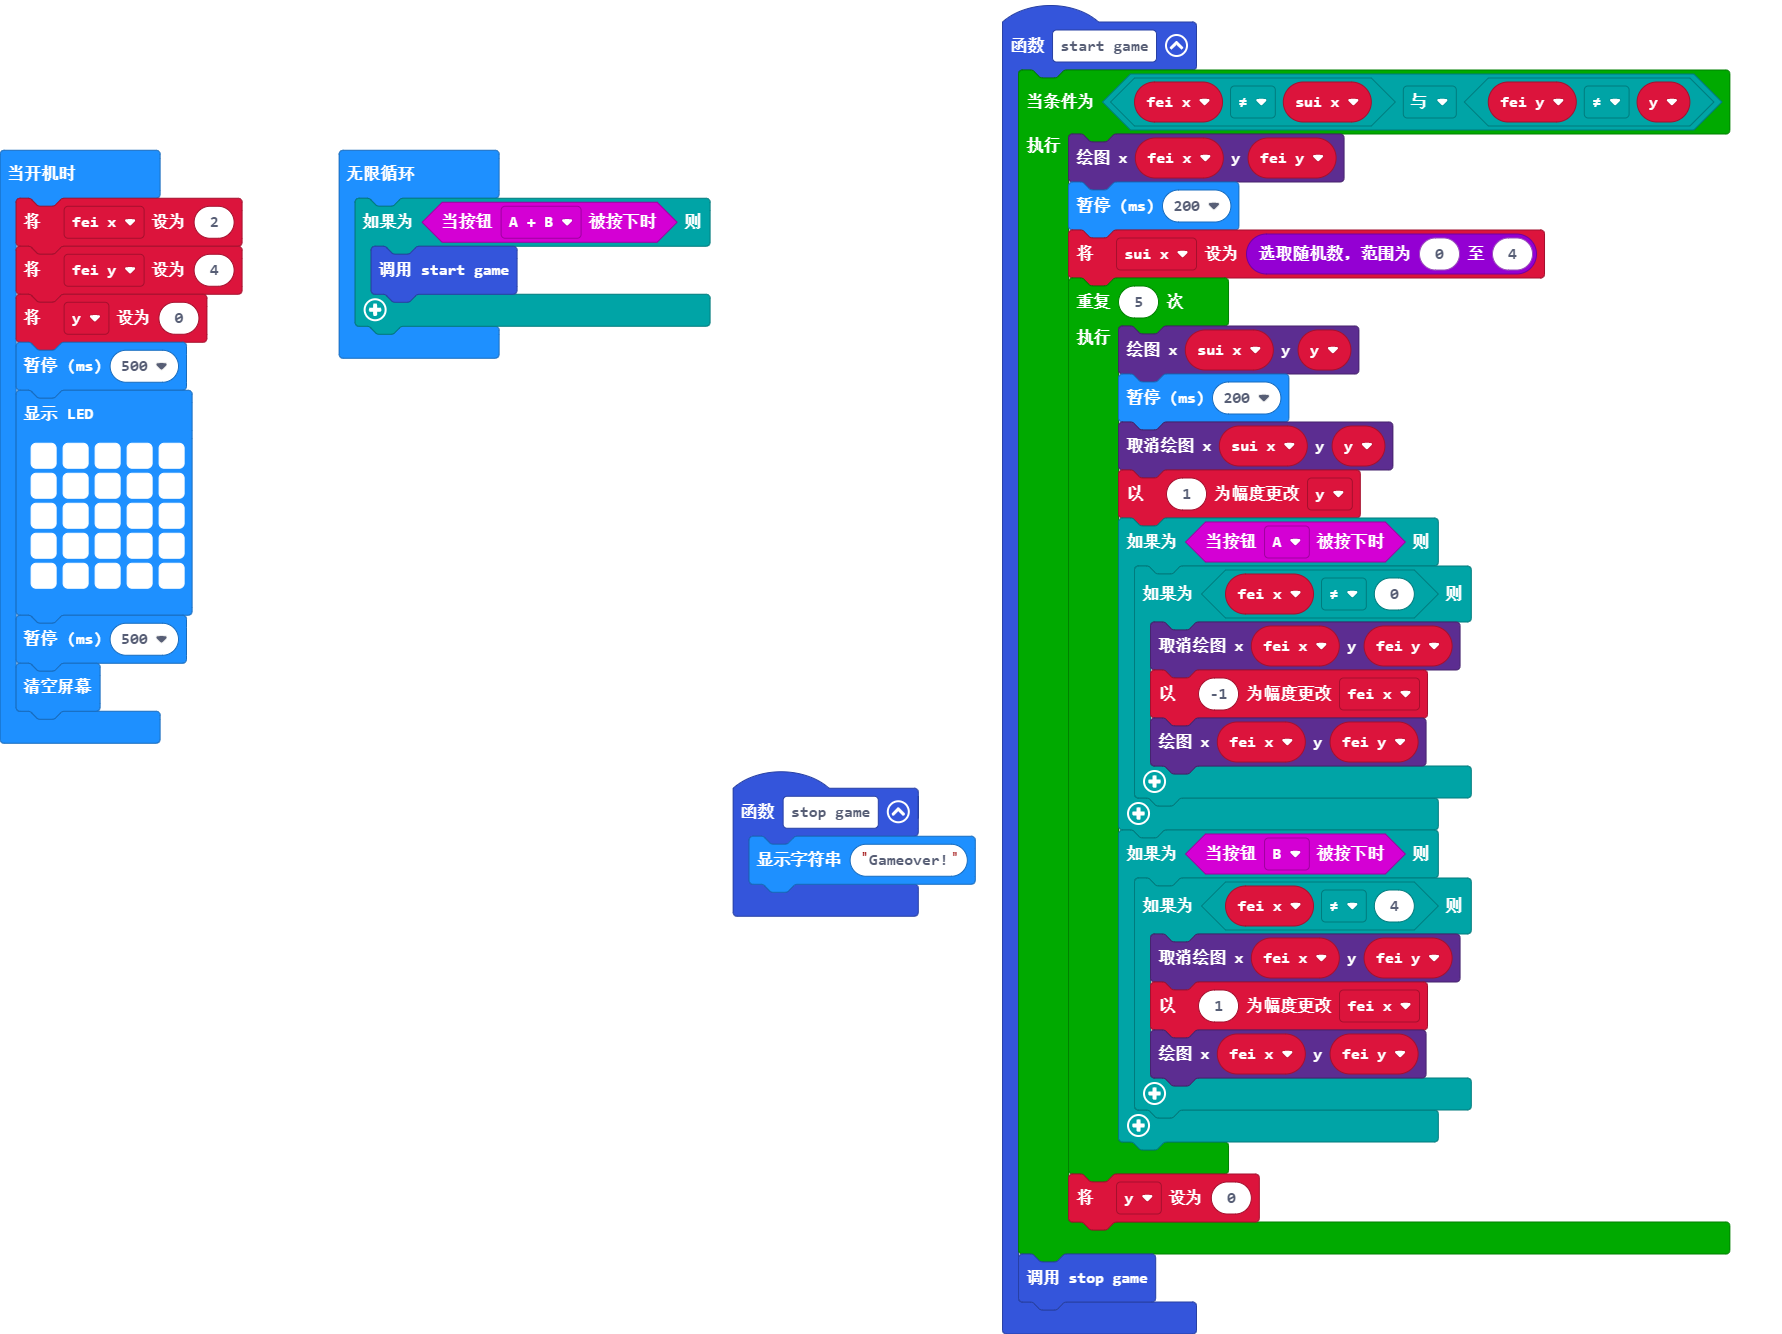 当开机时
将 fei x 设为 2
将 fei y 设为 4
将 y 设为 0
暂停 (ms) 500
显示 LED
暂停 (ms) 500
清空屏幕
无限循环
如果为 当按钮 A + B 被按下时 则
调用 start game
函数 stop game
显示字符串 "Gameover!"
函数 start game
当条件为 fei x ≠ sui x 与 fei y ≠ y
执行
绘图 x fei x y fei y
暂停 (ms) 200
将 sui x 设为 选取随机数，范围为 0 至 4
重复 5 次
执行
绘图 x sui x y y
暂停 (ms) 200
取消绘图 x sui x y y
以 1 为幅度更改 y
如果为 当按钮 A 被按下时 则
如果为 fei x ≠ 0 则
取消绘图 x fei x y fei y
以 -1 为幅度更改 fei x
绘图 x fei x y fei y
如果为 当按钮 B 被按下时 则
如果为 fei x ≠ 4 则
取消绘图 x fei x y fei y
以 1 为幅度更改 fei x
绘图 x fei x y fei y
将 y 设为 0
调用 stop game